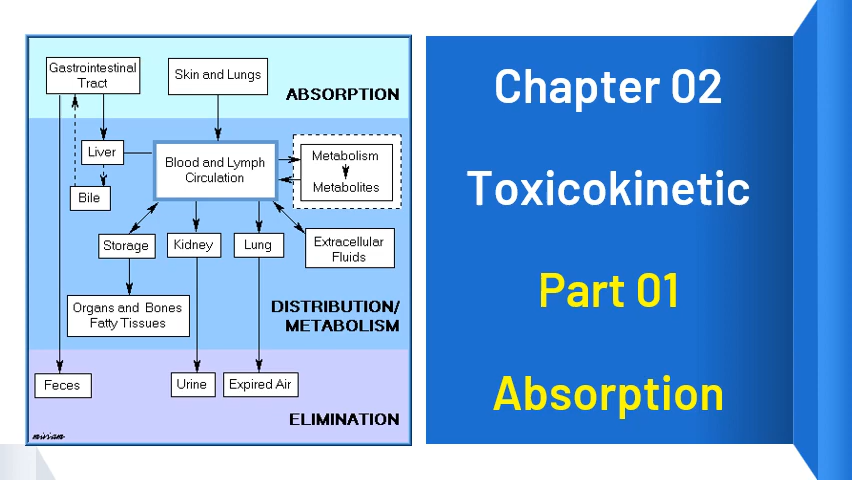 Gastrointestinal
Tract
Skin and Lungs
ABSORPTION
Liver
Blood and Lymph
Circulation
Metabolism
Metabolites
Bile
Storage
Kidney
Lung
Extracellular
Fluids
Organs and Bones
Fatty Tissues
DISTRIBUTION/
METABOLISM
Feces
Urine
Expired Air
ELIMINATION
miriam
Chapter 02
Toxicokinetic
Part 01
Absorption